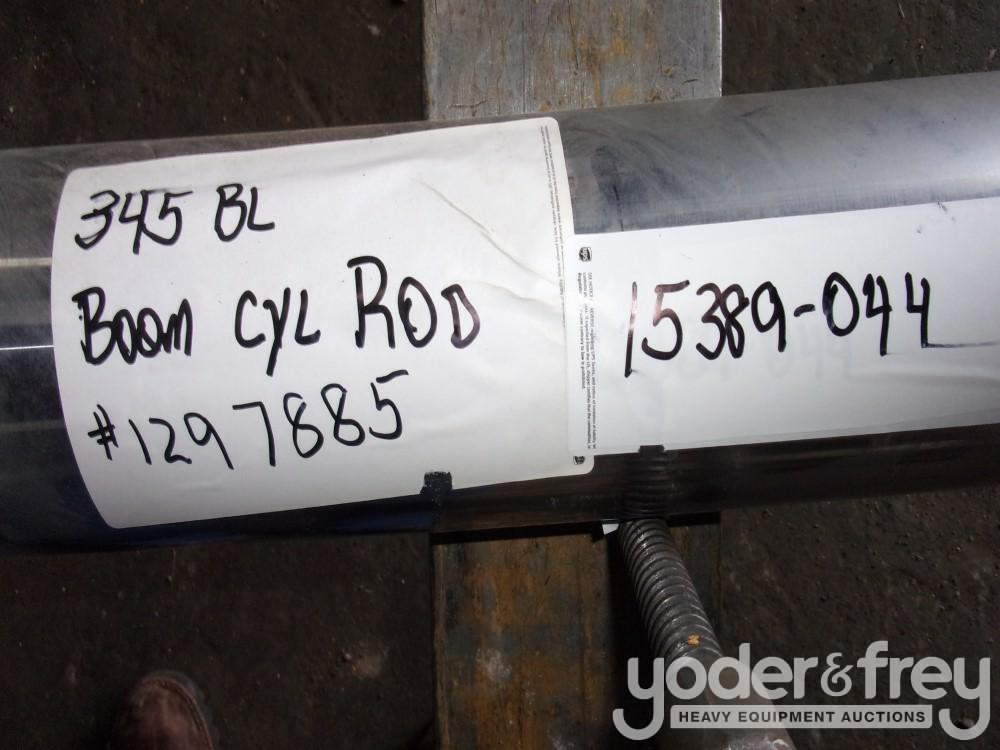 345 BL
Boom CYL ROD
#1297885
15389-044
yoder&frey
HEAVY EQUIPMENT AUCTIONS